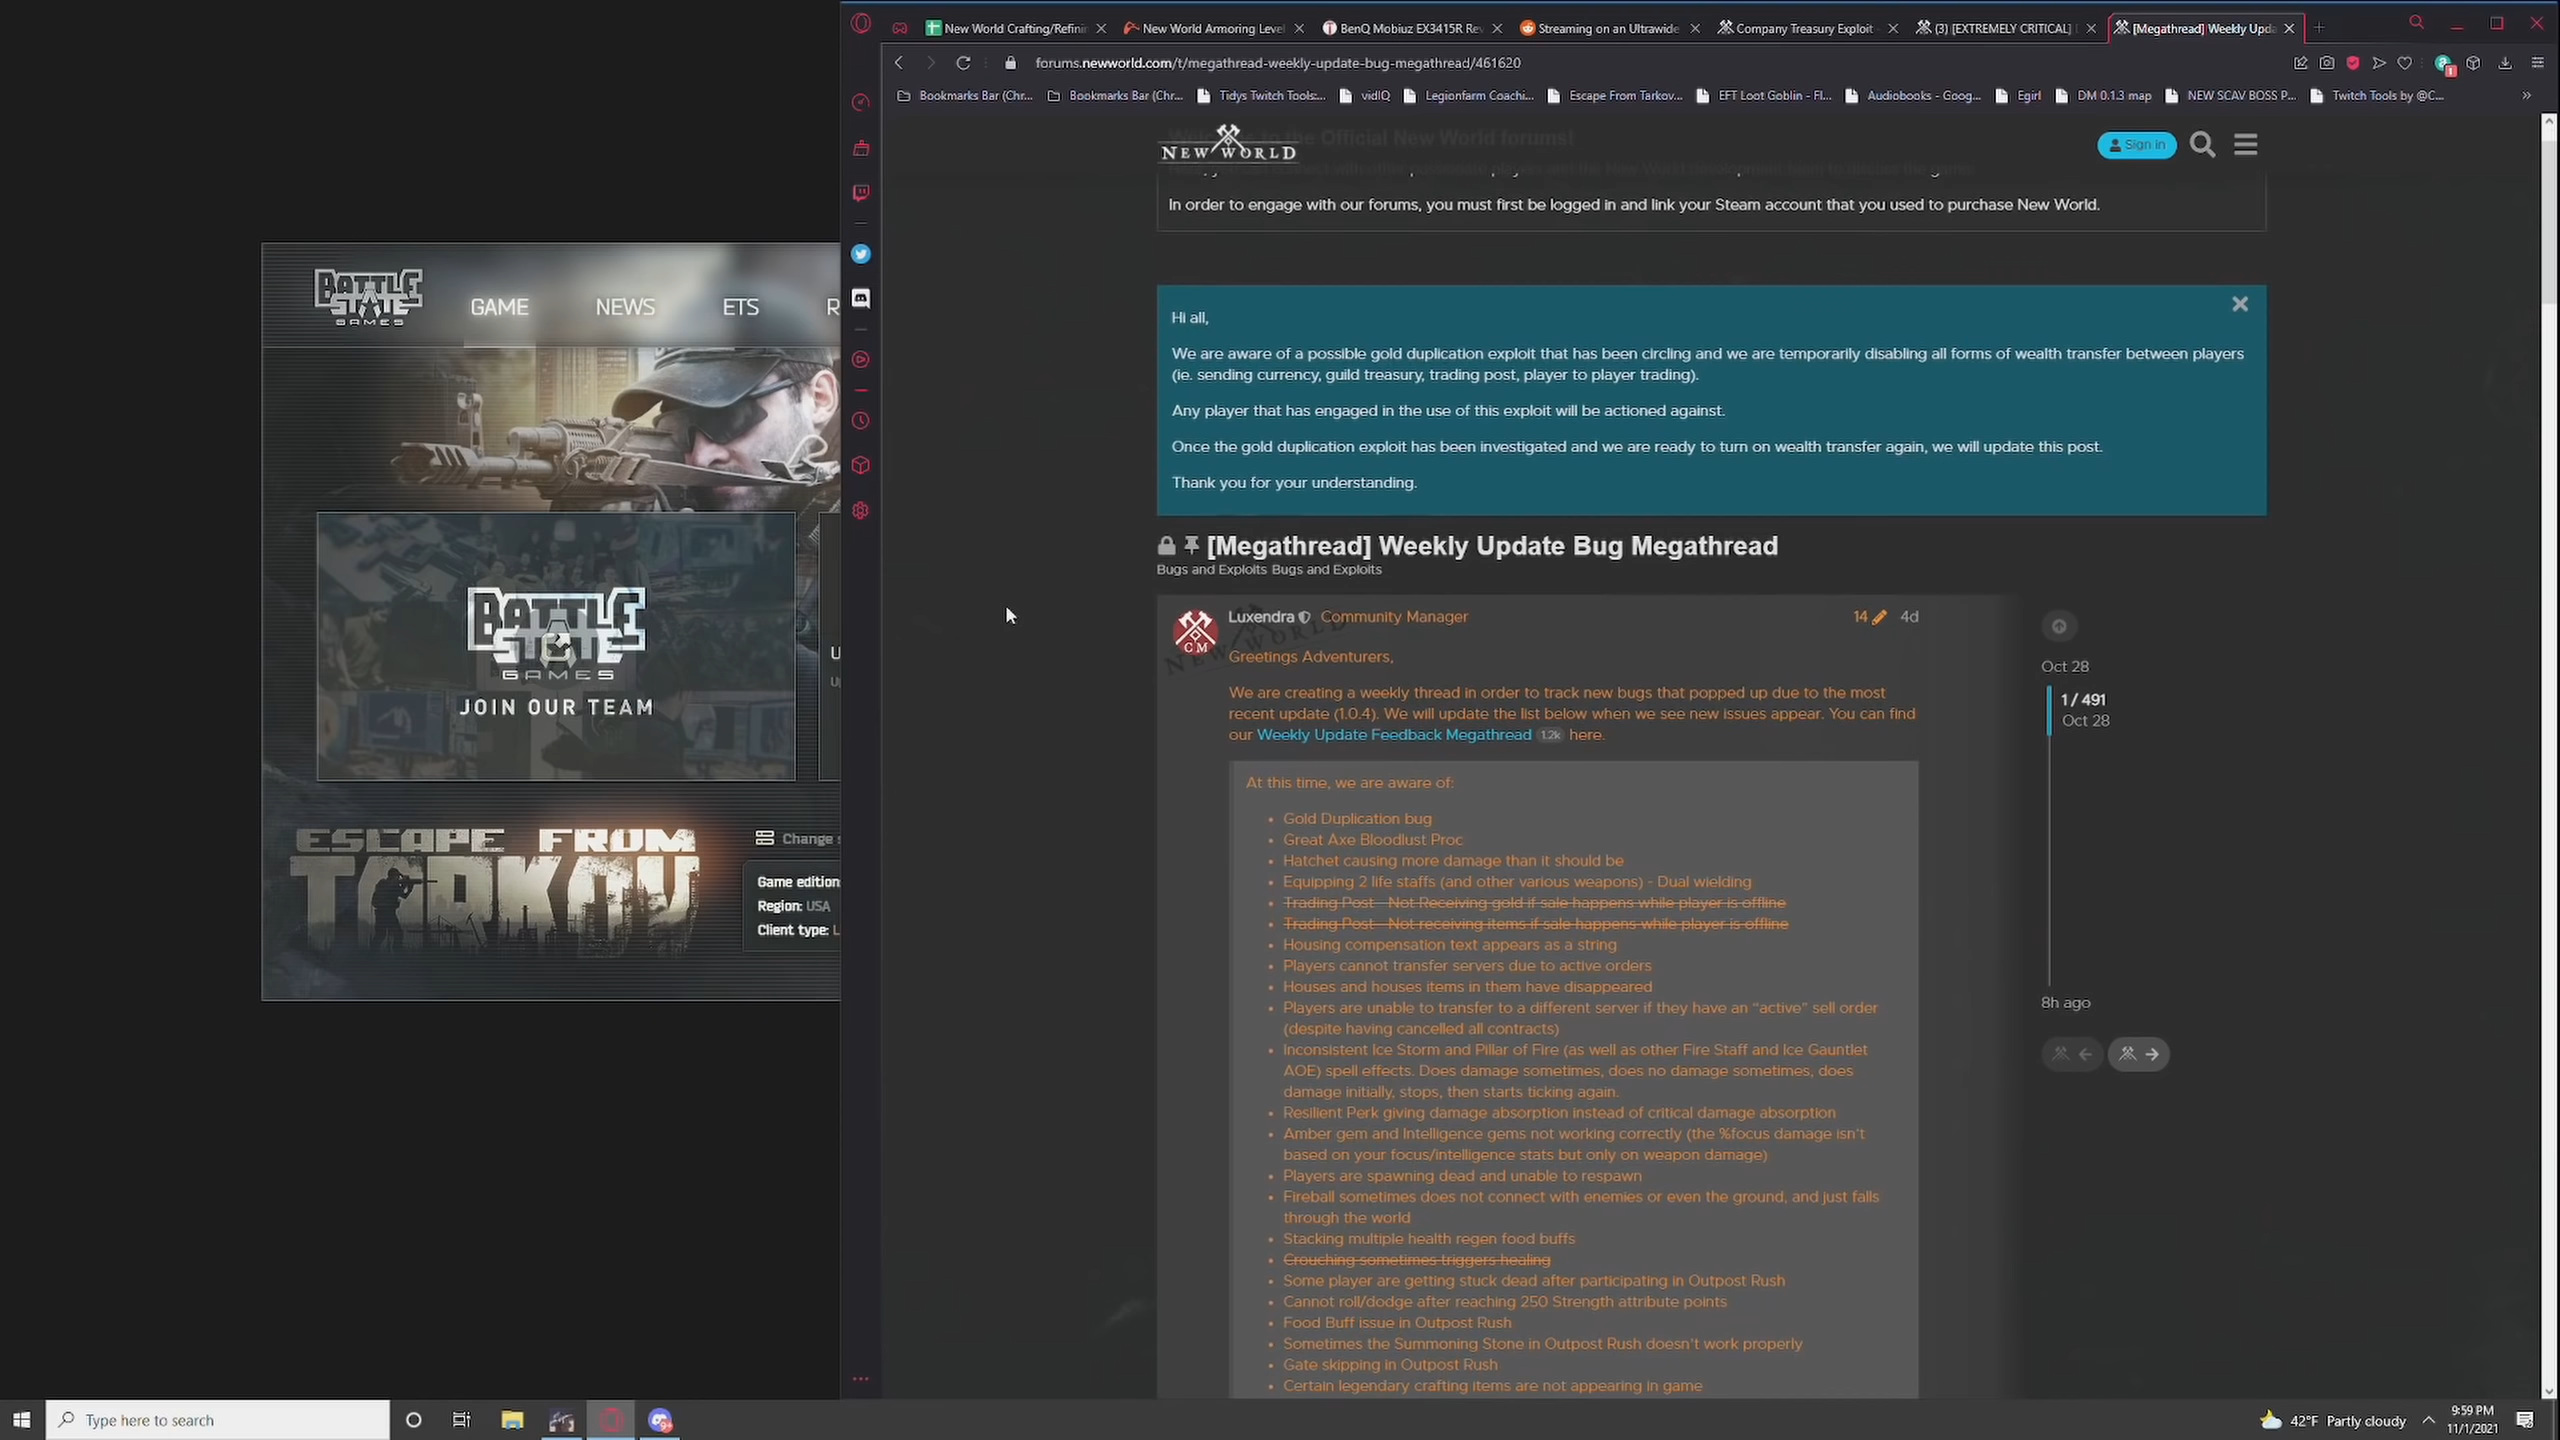 New World Crafting/Refinin
New World Armoring Level
BenQ Mobiuz EX3415R Rev
Streaming on an Ultrawide
Company Treasury Exploit -
(3) [EXTREMELY CRITICAL]
[Megathread] Weekly Upda
forums.newworld.com/t/megathread-weekly-update-bug-megathread/461620
Bookmarks Bar (Chr...
Bookmarks Bar (Chr...
Tidys Twitch Tools:...
vidIQ
Legionfarm Coachi...
Escape From Tarkov...
EFT Loot Goblin - Fl...
Audiobooks - Goog...
Egirl
DM 0.1.3 map
NEW SCAV BOSS P...
Twitch Tools by @C...
Welcome to the Official New World forums!
NEW WORLD
Sign in
In order to engage with our forums, you must first be logged in and link your Steam account that you used to purchase New World.
BATTLE STATE GAMES
GAME
NEWS
ETS
R
Hi all,
We are aware of a possible gold duplication exploit that has been circling and we are temporarily disabling all forms of wealth transfer between players
(ie. sending currency, guild treasury, trading post, player to player trading).
Any player that has engaged in the use of this exploit will be actioned against.
Once the gold duplication exploit has been investigated and we are ready to turn on wealth transfer again, we will update this post.
Thank you for your understanding.
[Megathread] Weekly Update Bug Megathread
Bugs and Exploits Bugs and Exploits
BATTLE STATE GAMES
JOIN OUR TEAM
CM
Luxendra Community Manager
14
4d
Greetings Adventurers,
We are creating a weekly thread in order to track new bugs that popped up due to the most
recent update (1.0.4). We will update the list below when we see new issues appear. You can find
our Weekly Update Feedback Megathread 1.2k here.
Oct 28
1 / 491
Oct 28
8h ago
At this time, we are aware of:
• Gold Duplication bug
• Great Axe Bloodlust Proc
• Hatchet causing more damage than it should be
• Equipping 2 life staffs (and other various weapons) - Dual wielding
• Trading Post - Not Receiving gold if sale happens while player is offline
• Trading Post - Not receiving items if sale happens while player is offline
• Housing compensation text appears as a string
• Players cannot transfer servers due to active orders
• Houses and houses items in them have disappeared
• Players are unable to transfer to a different server if they have an "active" sell order
(despite having cancelled all contracts)
• Inconsistent Ice Storm and Pillar of Fire (as well as other Fire Staff and Ice Gauntlet
AOE) spell effects. Does damage sometimes, does no damage sometimes, does
damage initially, stops, then starts ticking again.
• Resilient Perk giving damage absorption instead of critical damage absorption
• Amber gem and Intelligence gems not working correctly (the %focus damage isn't
based on your focus/intelligence stats but only on weapon damage)
• Players are spawning dead and unable to respawn
• Fireball sometimes does not connect with enemies or even the ground, and just falls
through the world
• Stacking multiple health regen food buffs
• Crouching sometimes triggers healing
• Some player are getting stuck dead after participating in Outpost Rush
• Cannot roll/dodge after reaching 250 Strength attribute points
• Food Buff issue in Outpost Rush
• Sometimes the Summoning Stone in Outpost Rush doesn't work properly
• Gate skipping in Outpost Rush
• Certain legendary crafting items are not appearing in game
ESCAPE FROM
TARKOV
Change s
Game edition
Region: USA
Client type: L
Type here to search
42°F Partly cloudy
9:59 PM
11/1/2021